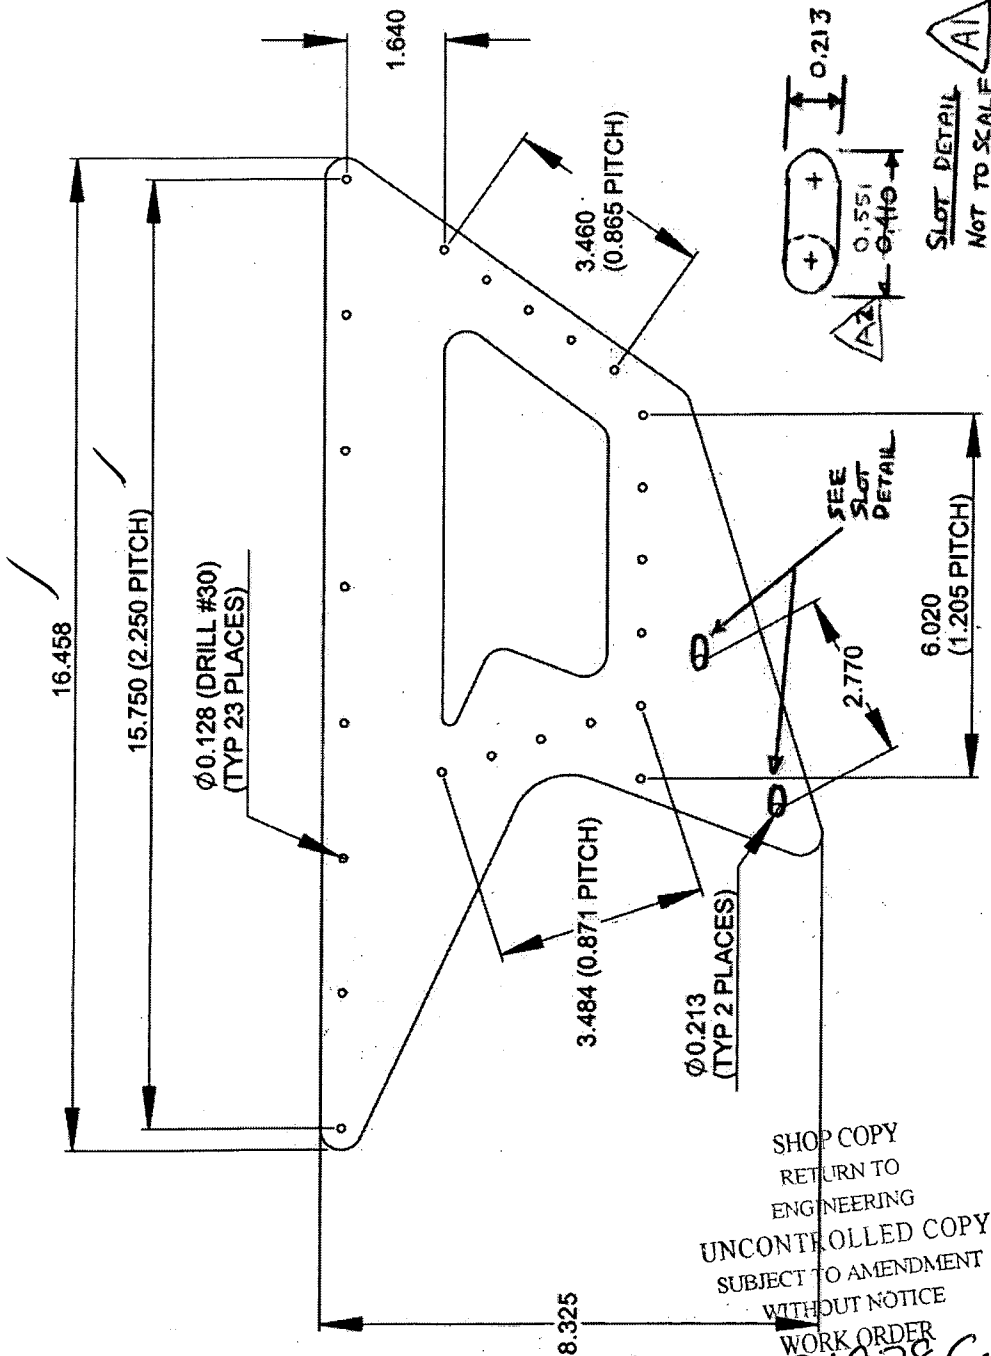 16.458
15.750 (2.250 PITCH)
Ø0.128 (DRILL #30)
(TYP 23 PLACES)
1.640
3.460
(0.865 PITCH)
0.213
0.551
0.410
A2
SLOT DETAIL
NOT TO SCALE
A1
SEE
SLOT
DETAIL
2.770
6.020
(1.205 PITCH)
3.484 (0.871 PITCH)
Ø0.213
(TYP 2 PLACES)
8.325
SHOP COPY
RETURN TO
ENGINEERING
UNCONTROLLED COPY
SUBJECT TO AMENDMENT
WITHOUT NOTICE
WORK ORDER